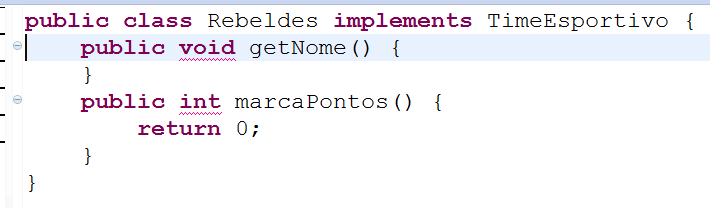 public class Rebeldes implements TimeEsportivo {
    public void getNome() {
    }
    public int marcaPontos() {
        return 0;
    }
}